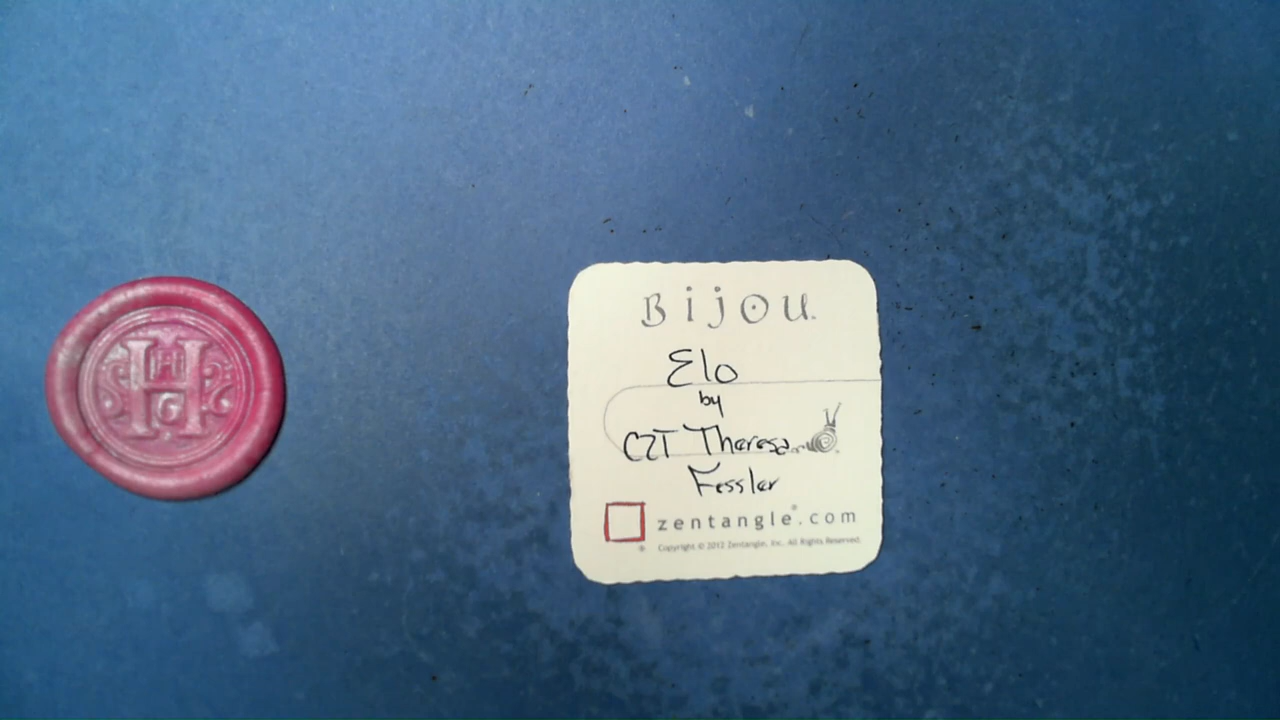 H
H
G
Bijou
Elo
by
CZT Theresa
Fessler
zentangle®.com
® Copyright © 2012 Zentangle, Inc. All Rights Reserved.